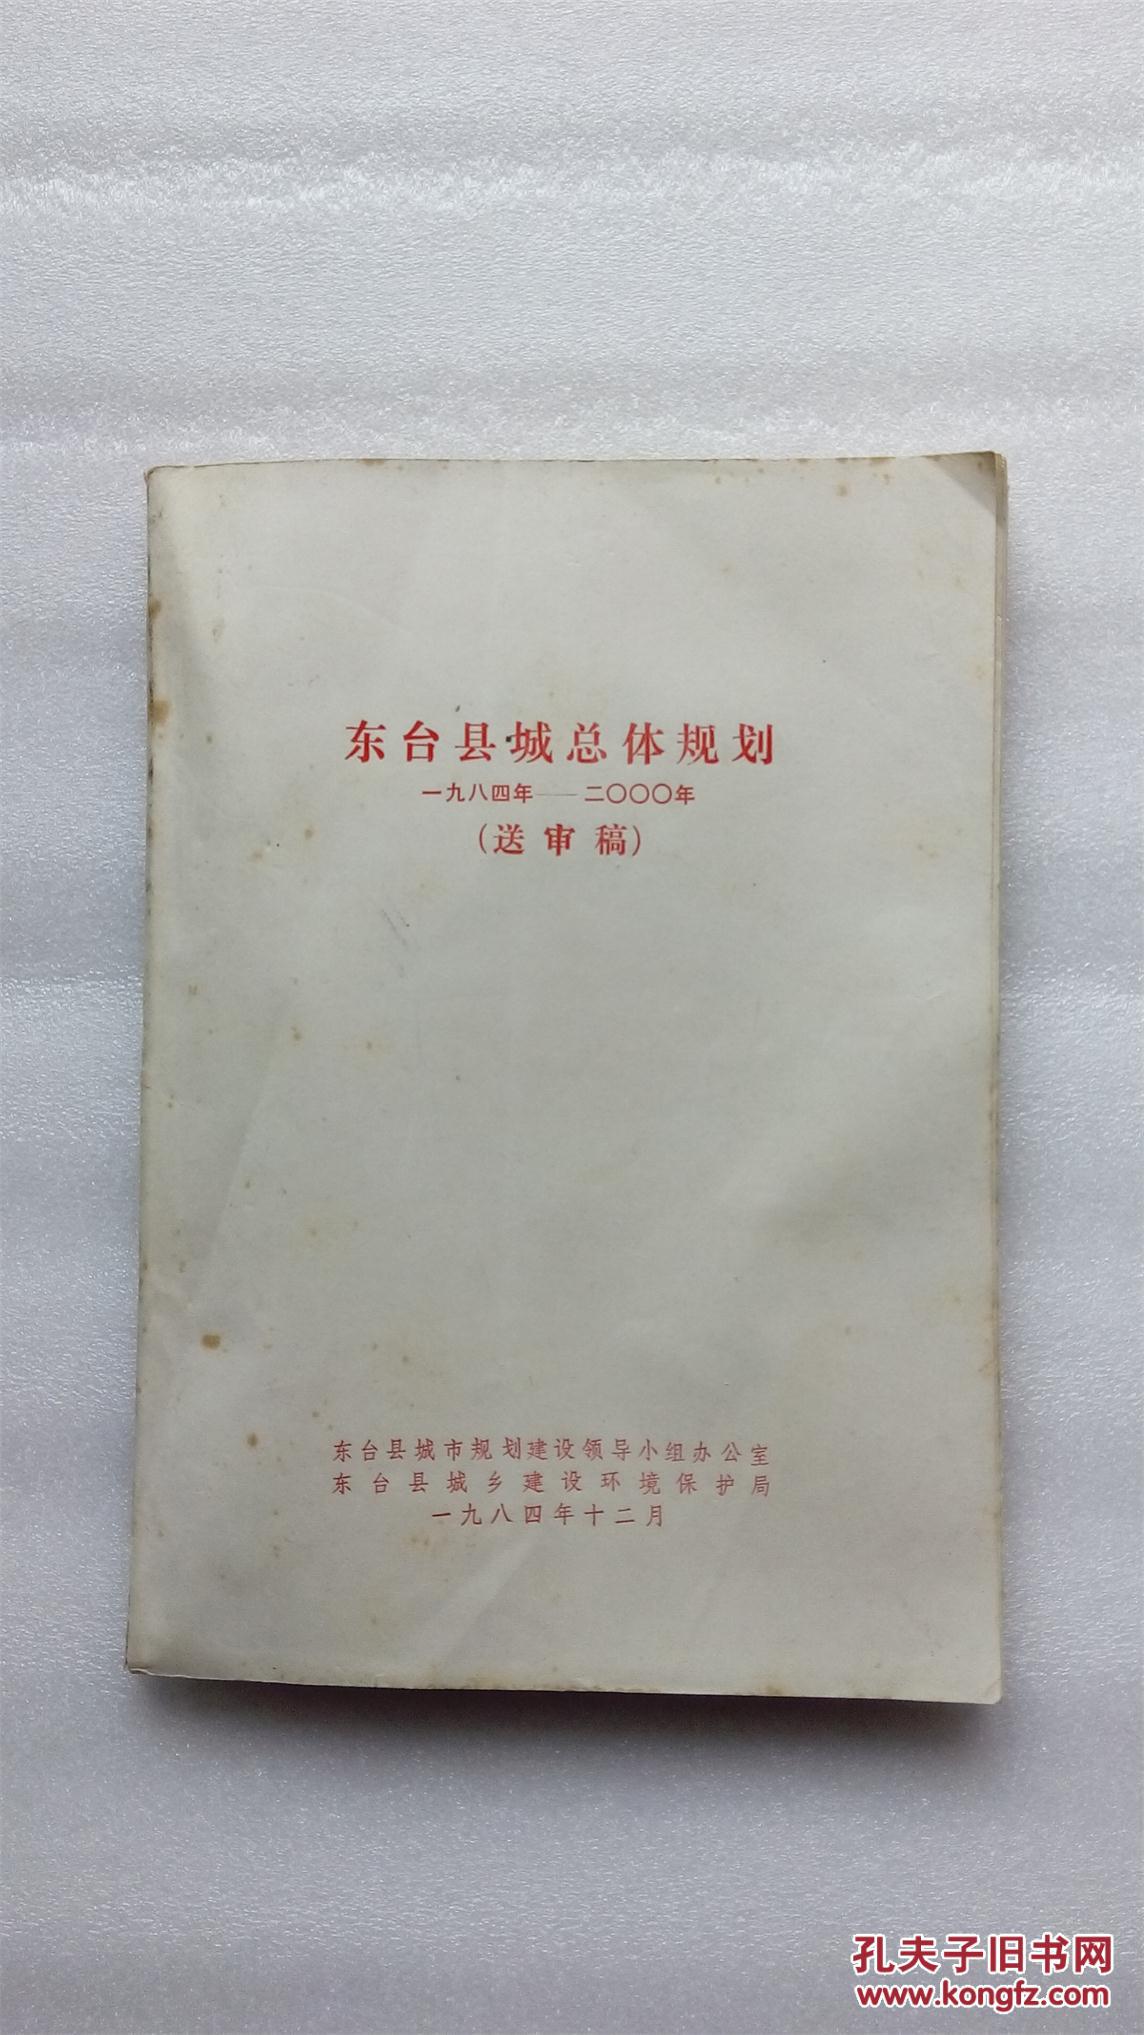 东台县城总体规划
一九八四年——二〇〇〇年
（送审稿）
东台县城市规划建设领导小组办公室
东台县城乡建设环境保护局
一九八四年十二月
孔夫子旧书网
www.kongfz.com